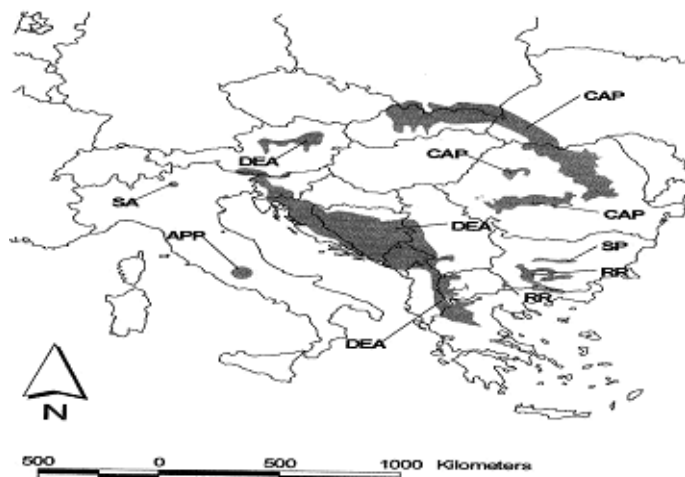 CAP
DEA
CAP
SA
CAP
APP
DEA
SP
RR
RR
DEA
N
500 0 500 1000 Kilometers